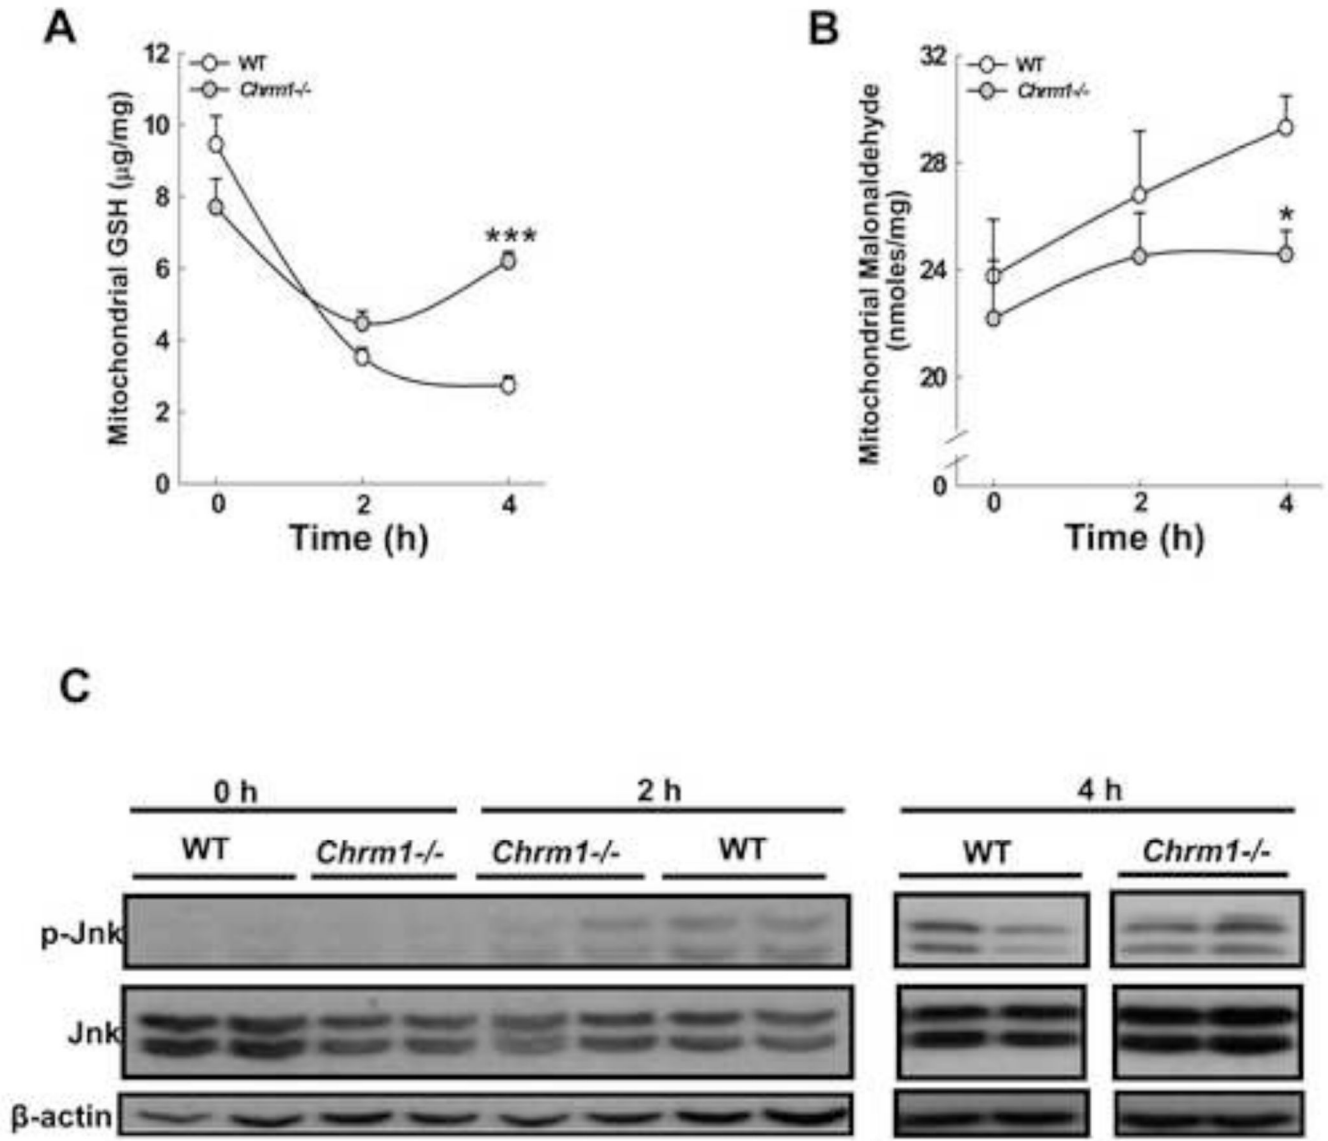 A
12
10
8
6
4
2
0
Mitochondrial GSH (µg/mg)
WT
Chrm1-/-
***
0 2 4
Time (h)
B
32
28
24
20
0
Mitochondrial Malonaldehyde
(nmoles/mg)
WT
Chrm1-/-
*
0 2 4
Time (h)
C
0 h 2 h 4 h
WT Chrm1-/- Chrm1-/- WT WT Chrm1-/-
p-Jnk
Jnk
β-actin